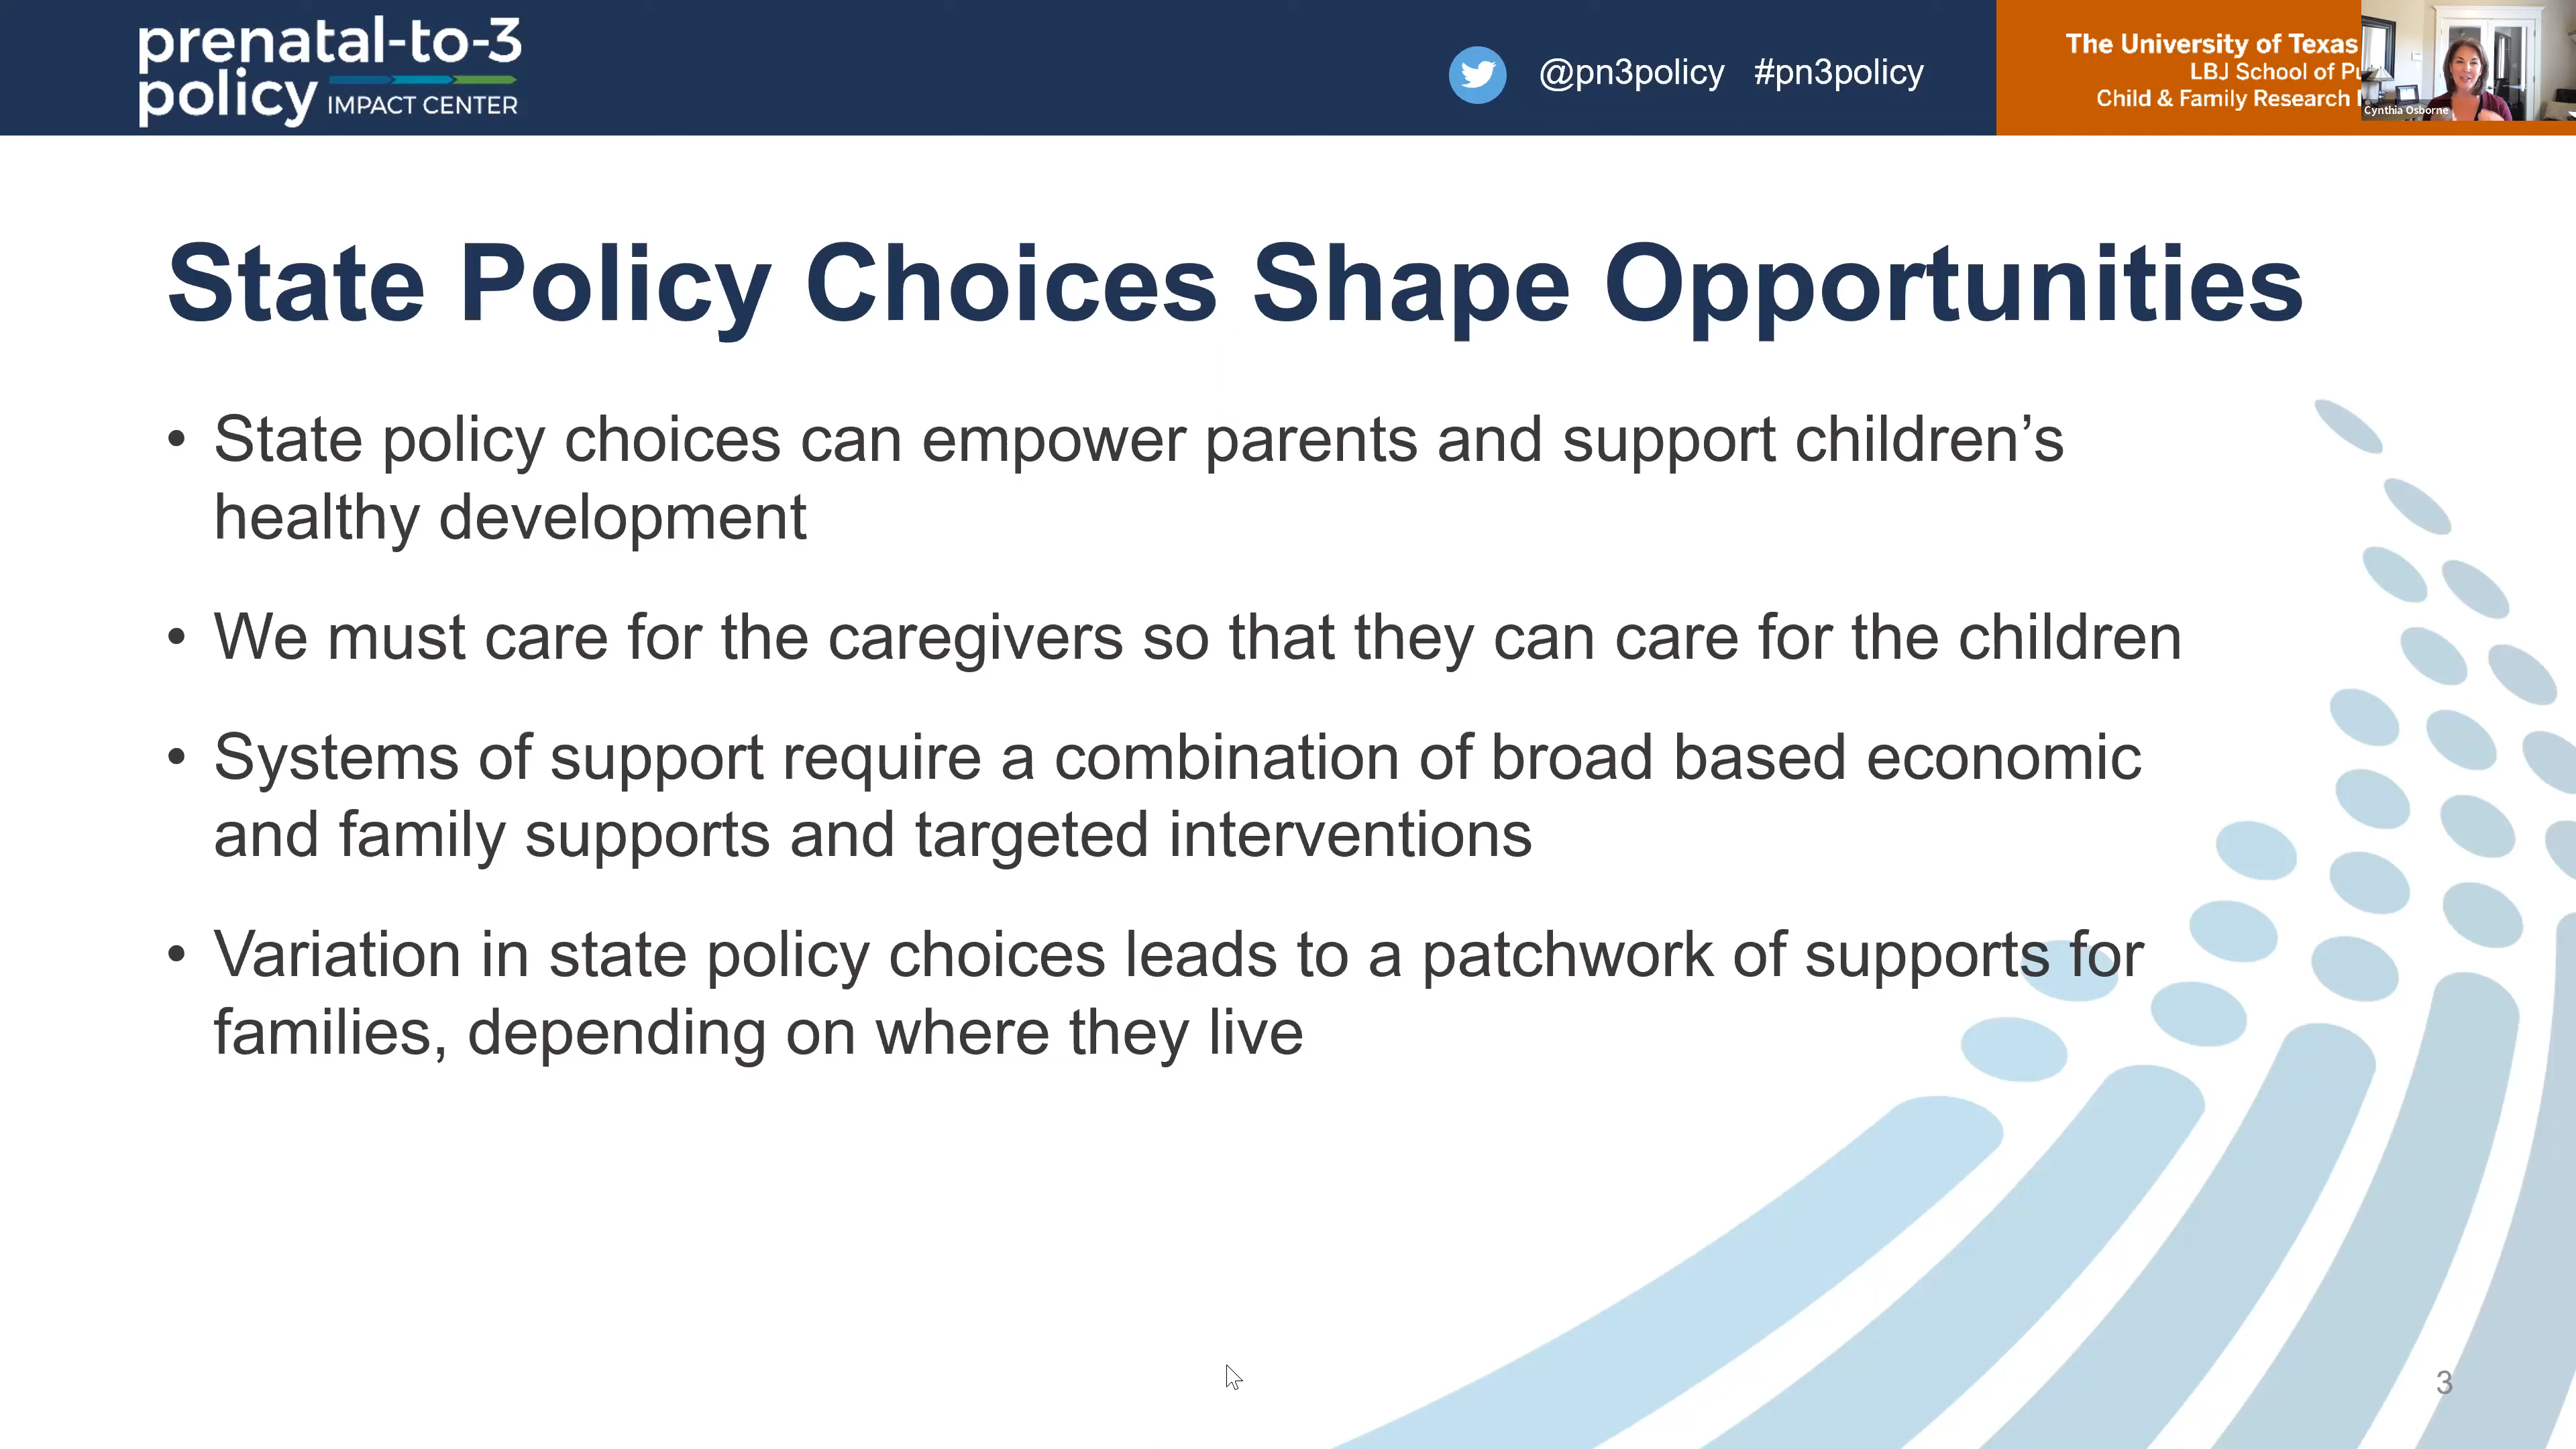 prenatal-to-3
policy IMPACT CENTER
@pn3policy #pn3policy
The University of Texas
LBJ School of
Child & Family Research
Cynthia Osborne
State Policy Choices Shape Opportunities
• State policy choices can empower parents and support children’s
healthy development
• We must care for the caregivers so that they can care for the children
• Systems of support require a combination of broad based economic
and family supports and targeted interventions
• Variation in state policy choices leads to a patchwork of supports for
families, depending on where they live
3